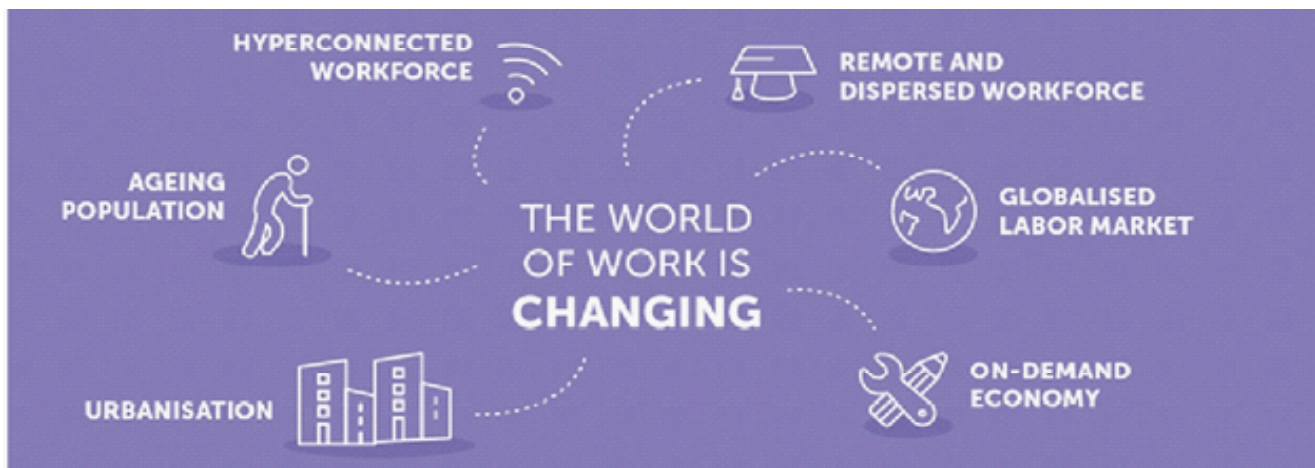 HYPERCONNECTED
WORKFORCE
REMOTE AND
DISPERSED WORKFORCE
AGEING
POPULATION
THE WORLD
OF WORK IS
CHANGING
GLOBALISED
LABOR MARKET
URBANISATION
ON-DEMAND
ECONOMY